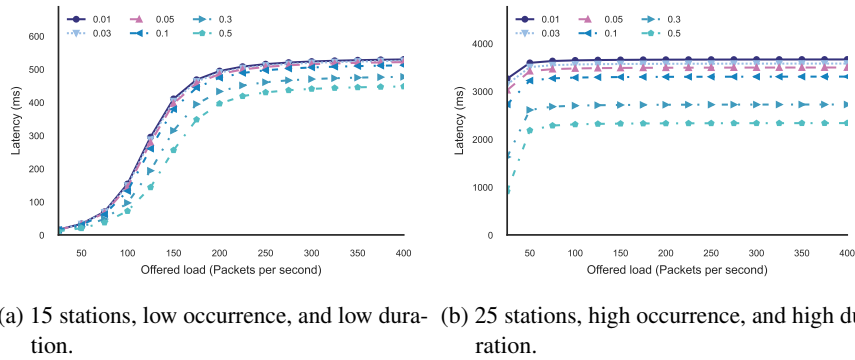 0.01 0.05 0.3
0.03 0.1 0.5
600
500
400
300
200
100
0
Latency (ms)
50 100 150 200 250 300 350 400
Offered load (Packets per second)
0.01 0.05 0.3
0.03 0.1 0.5
4000
3000
2000
1000
0
Latency (ms)
50 100 150 200 250 300 350 400
Offered load (Packets per second)
(a) 15 stations, low occurrence, and low dura-
tion.
(b) 25 stations, high occurrence, and high du
ration.